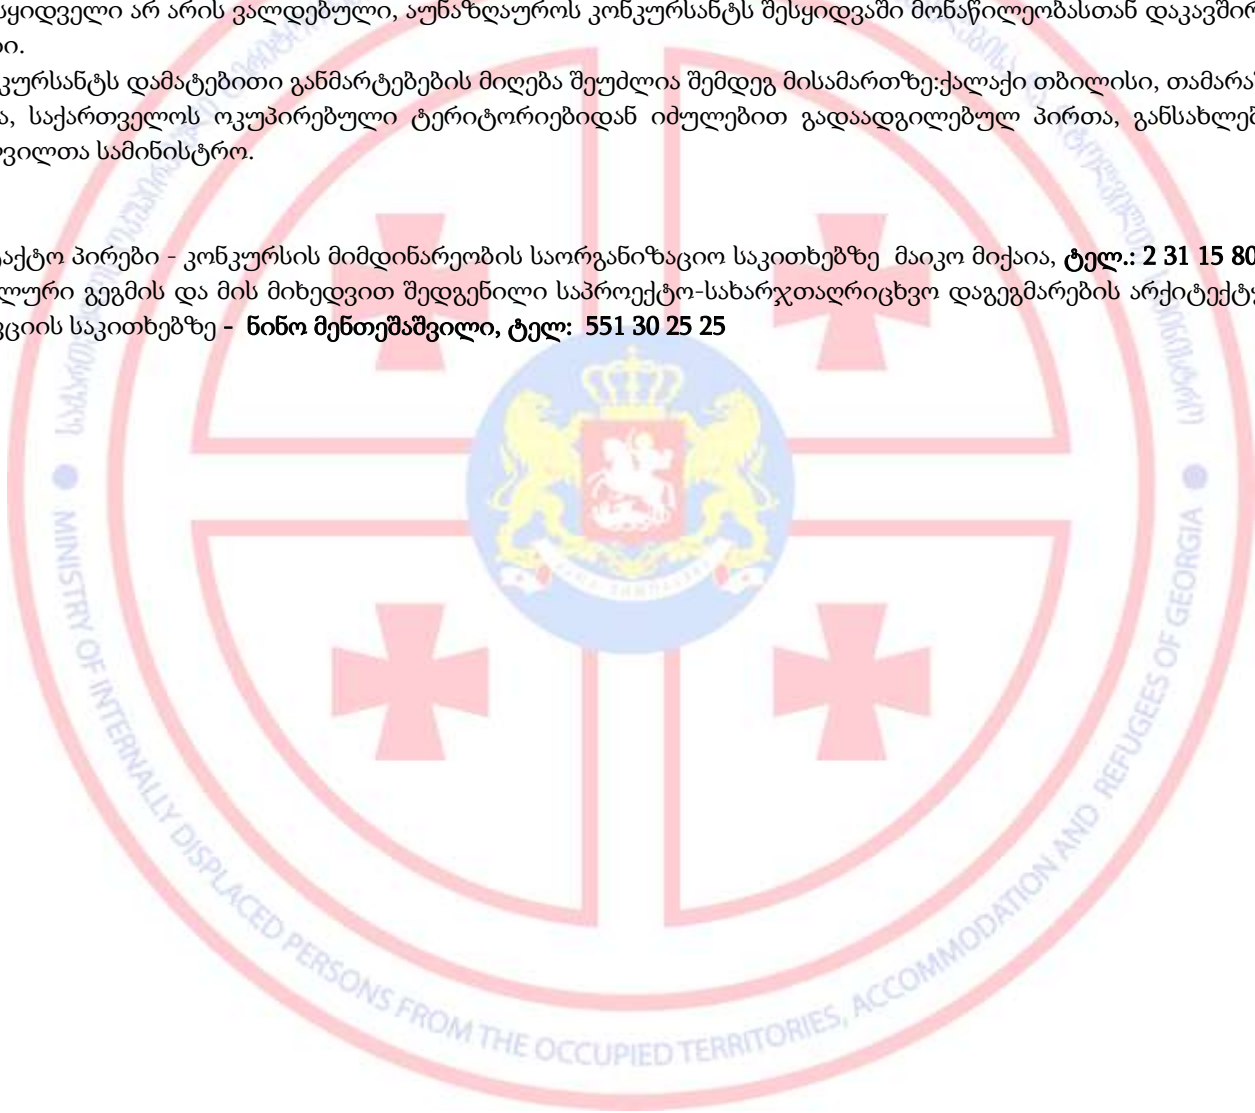 სყიდველი არ არის ვალდებული, აუნაზღაუროს კონკურსანტს შესყიდვაში მონაწილეობასთან დაკავშირ
ი.
კურსანტს დამატებითი განმარტებების მიღება შეუძლია შემდეგ მისამართზე:ქალაქი თბილისი, თამარა
ა, საქართველოს ოკუპირებული ტერიტორიებიდან იძულებით გადაადგილებულ პირთა, განსახლებ
ვილთა სამინისტრო.
აქტო პირები - კონკურსის მიმდინარეობის საორგანიზაციო საკითხებზე მაიკო მიქაია, ტელ.: 2 31 15 80
ლური გეგმის და მის მიხედვით შედგენილი საპროექტო-სახარჯთაღრიცხვო დაგეგმარების არქიტექტუ
ციის საკითხებზე - ნინო მენთეშაშვილი, ტელ: 551 30 25 25
MINISTRY OF INTERNALLY DISPLACED PERSONS FROM THE OCCUPIED TERRITORIES, ACCOMMODATION AND REFUGEES OF GEORGIA